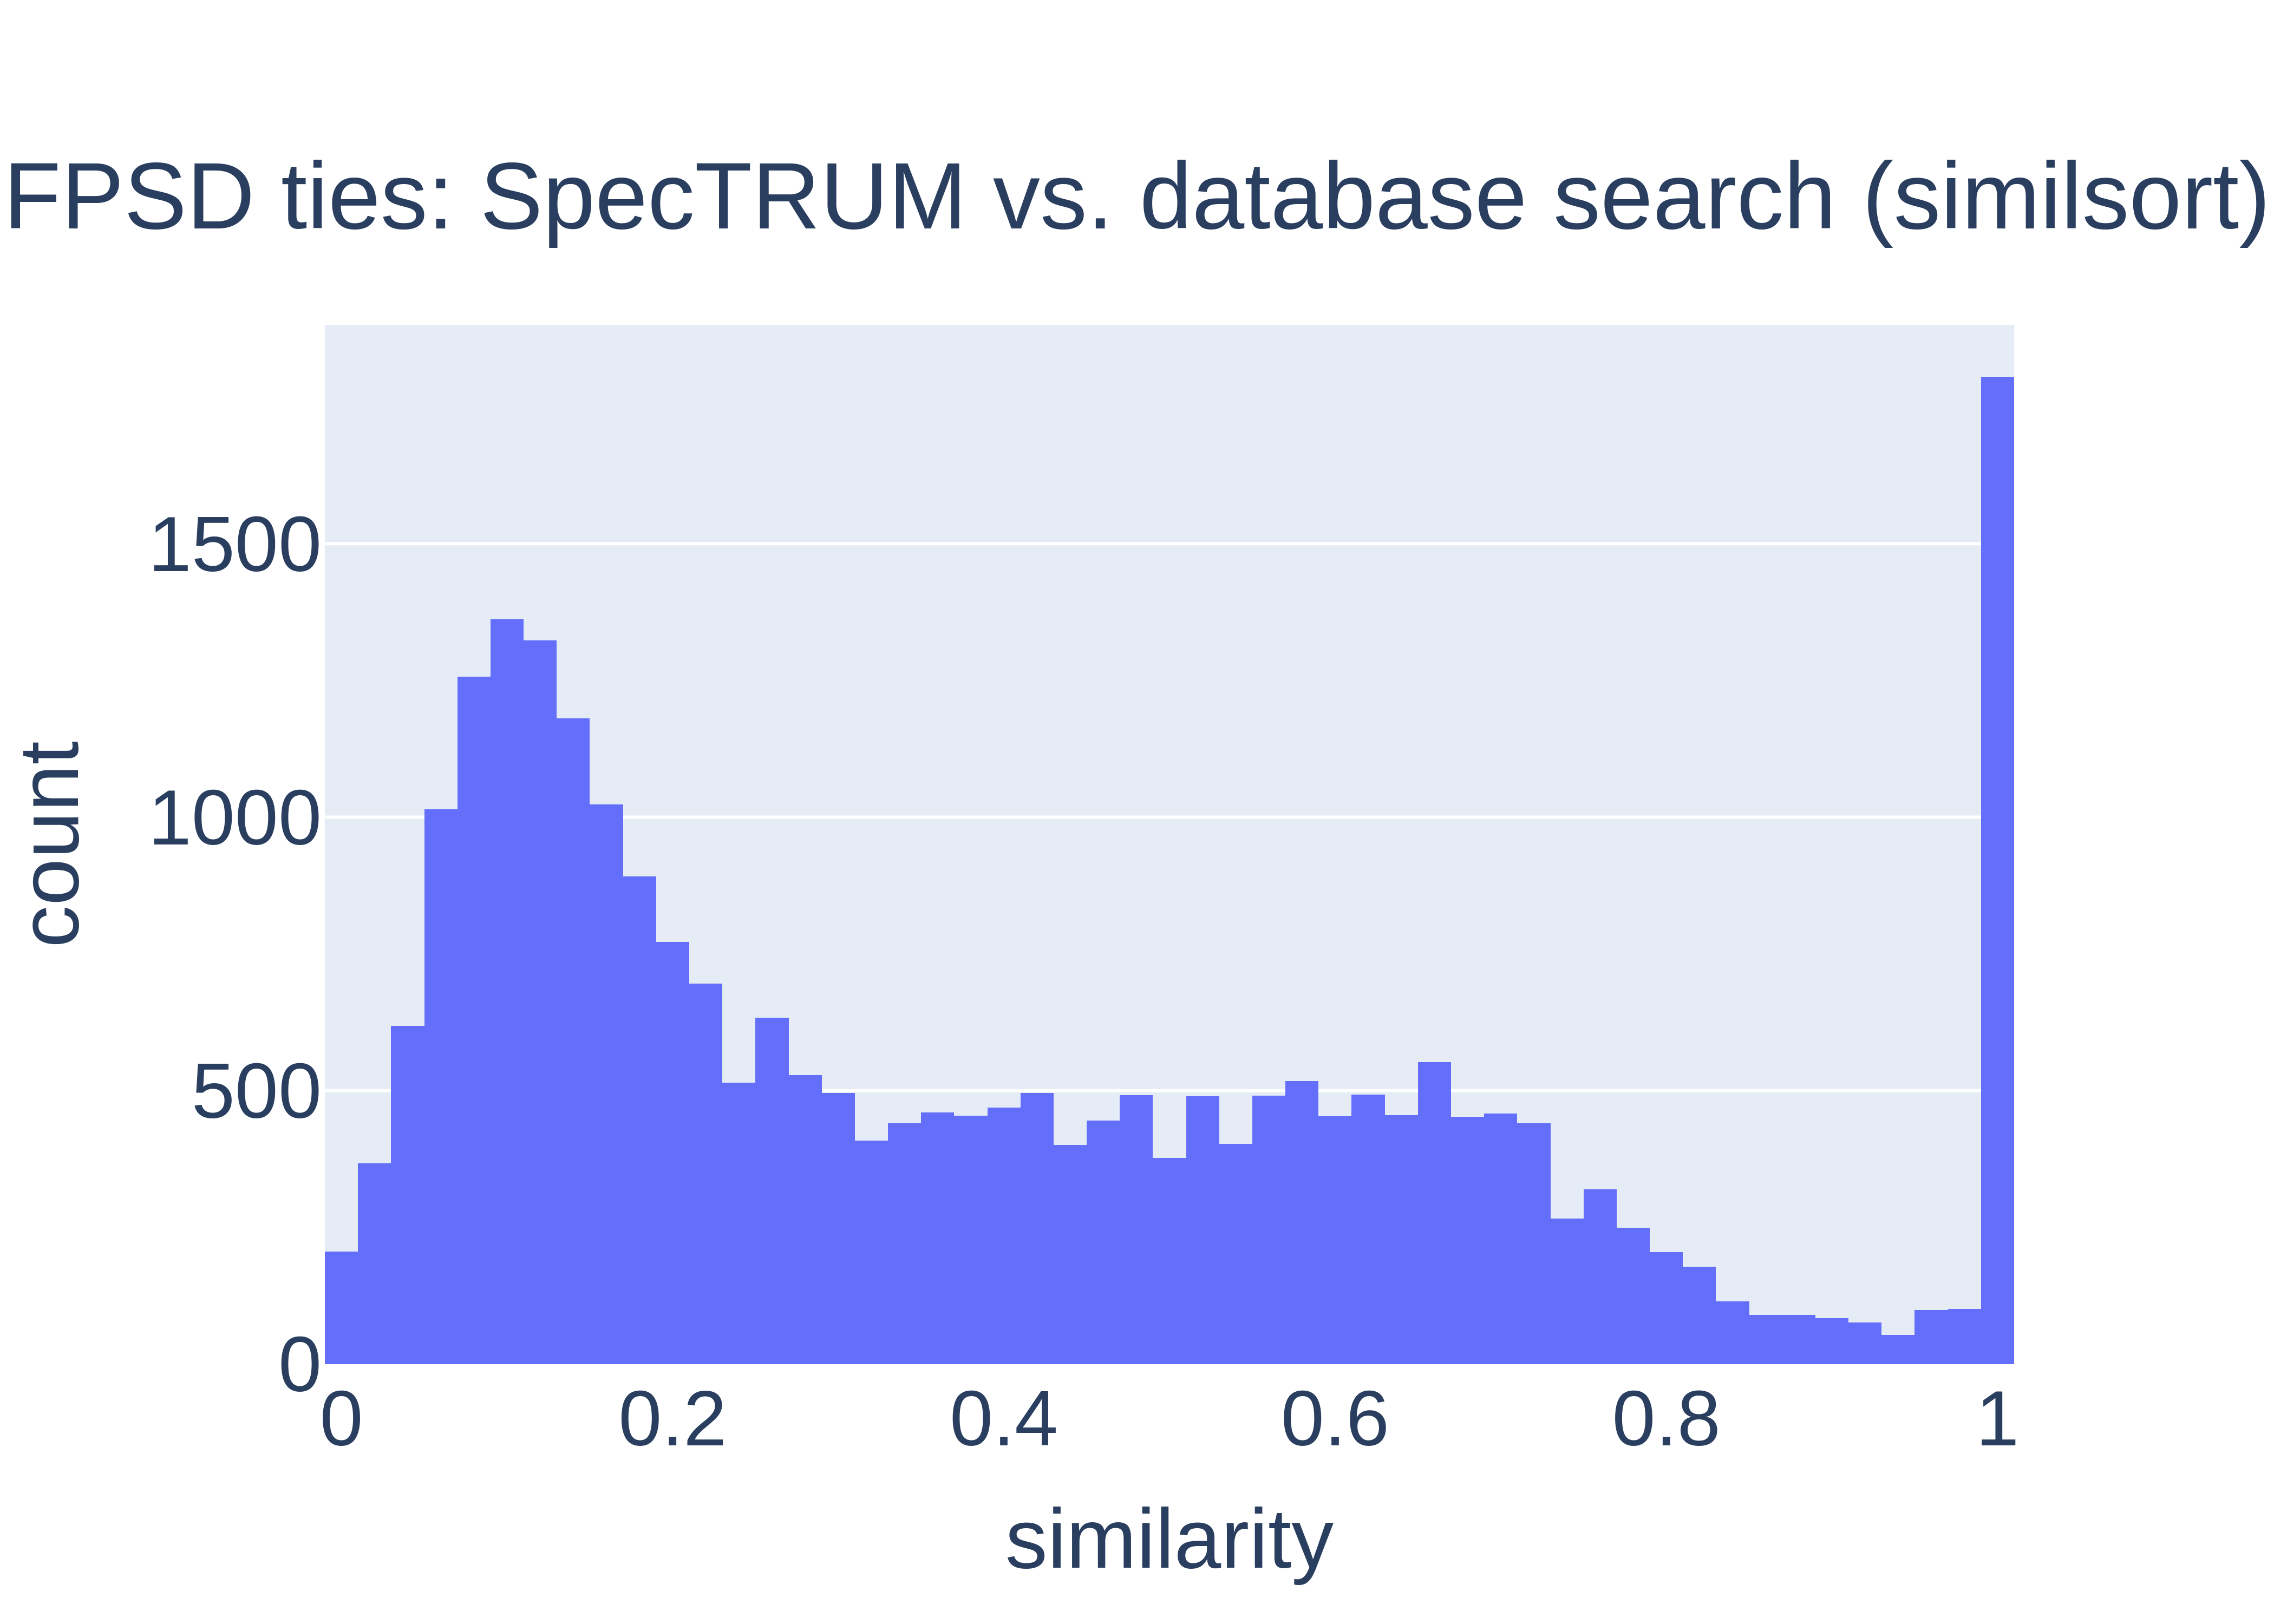 FPSD ties: SpecTRUM vs. database search (similsort)
1500
1000
500
0
count
0 0.2 0.4 0.6 0.8 1
similarity